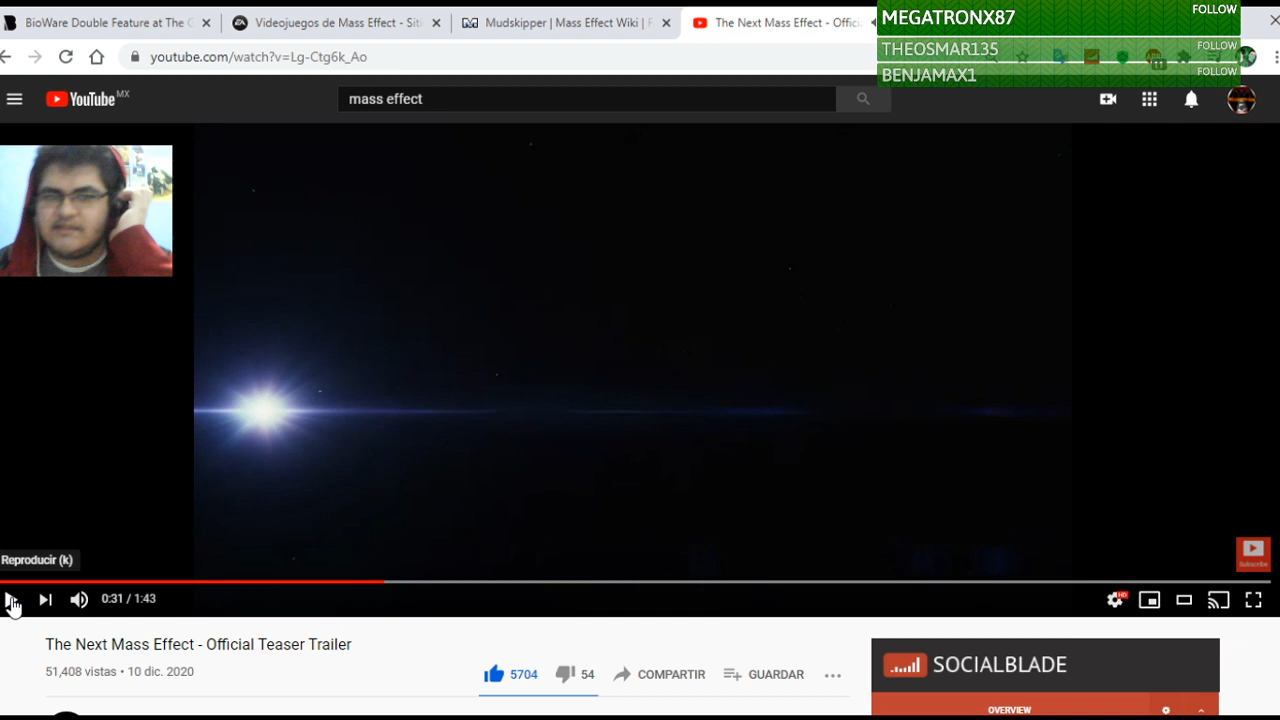 BioWare Double Feature at The G
Videojuegos de Mass Effect - Siti
Mudskipper | Mass Effect Wiki | F
The Next Mass Effect - Offici
MEGATRONX87
FOLLOW
THEOSMAR135
FOLLOW
BENJAMAX1
FOLLOW
youtube.com/watch?v=Lg-Ctg6k_Ao
YouTube MX
mass effect
Reproducir (k)
Subscribe
0:31 / 1:43
HD
The Next Mass Effect - Official Teaser Trailer
51,408 vistas • 10 dic. 2020
5704
54
COMPARTIR
GUARDAR
SOCIALBLADE
OVERVIEW